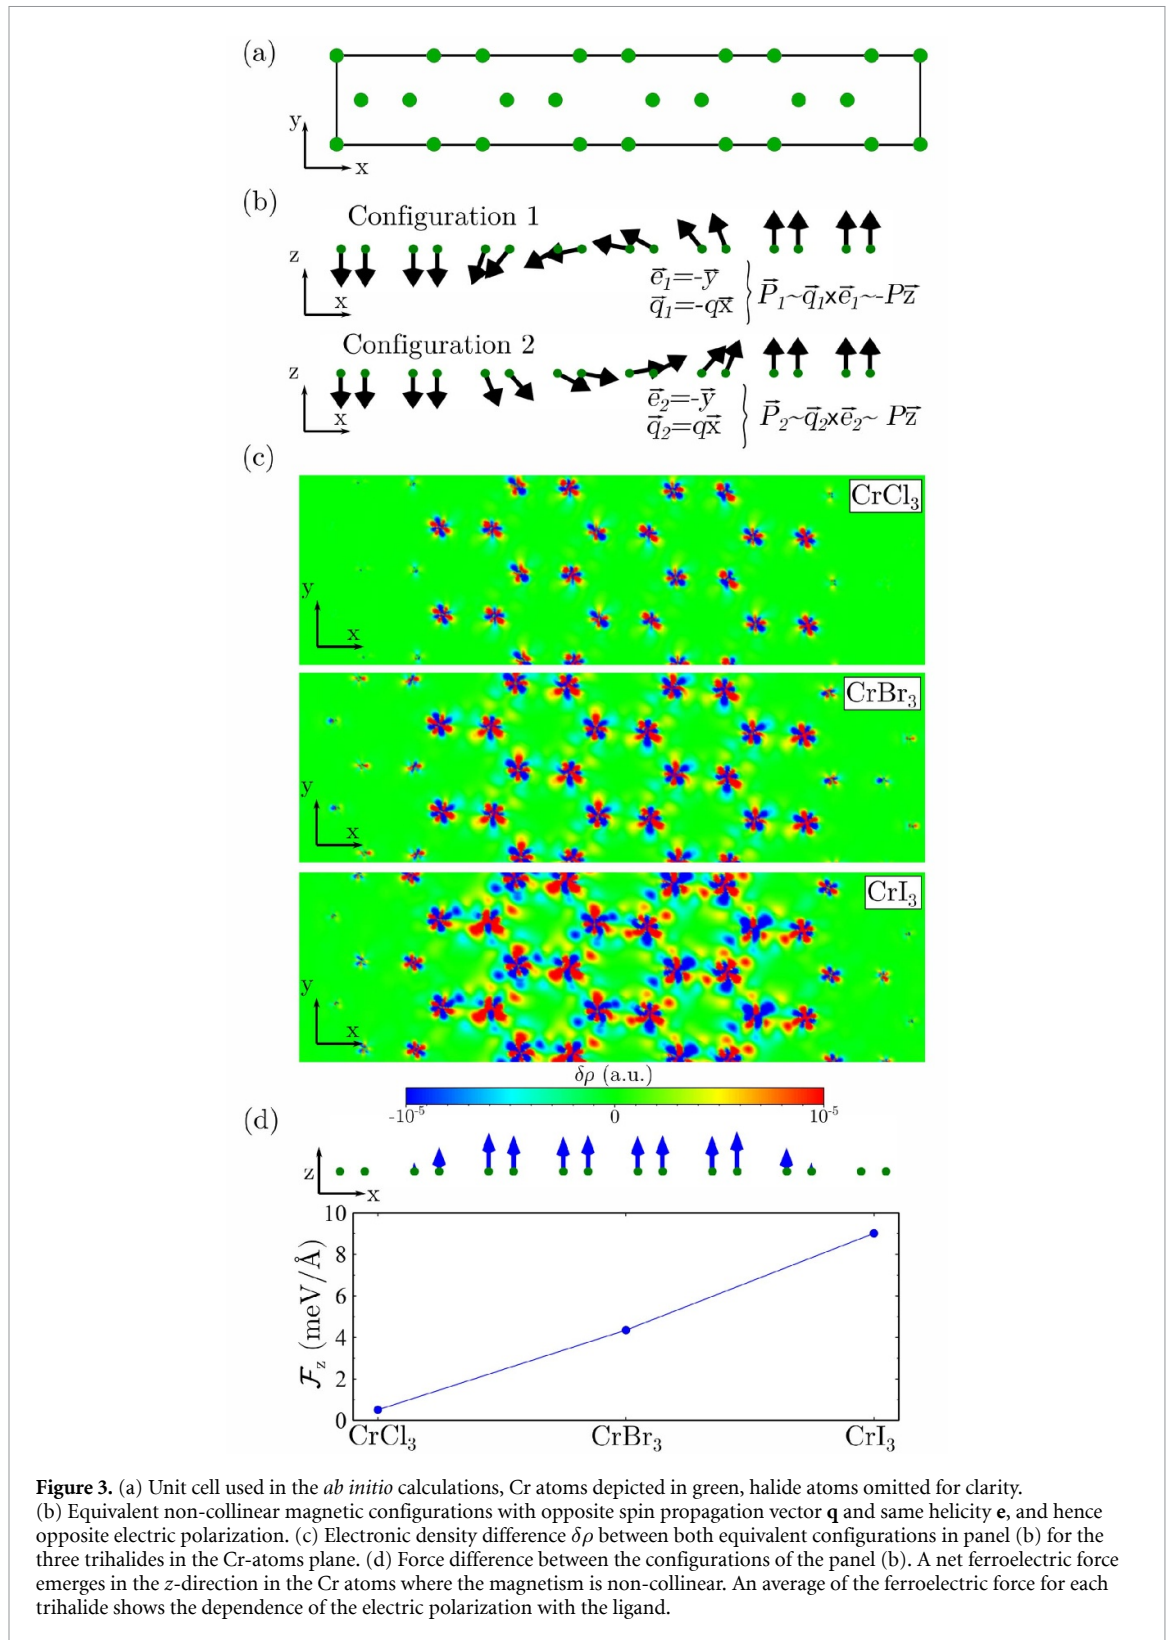 (a)
y
x
(b)
Configuration 1
z
x
e⃗₁=-y⃗
q⃗₁=-qx⃗
P⃗₁~q⃗₁xe⃗₁~-Pz⃗
Configuration 2
z
x
e⃗₂=-y⃗
q⃗₂=qx⃗
P⃗₂~q⃗₂xe⃗₂~ Pz⃗
(c)
CrCl₃
y
x
CrBr₃
y
x
CrI₃
y
x
δρ (a.u.)
-10⁻⁵ 0 10⁻⁵
(d)
z
x
10
8
6
4
2
0
ℱz (meV/Å)
CrCl₃ CrBr₃ CrI₃
Figure 3. (a) Unit cell used in the ab initio calculations, Cr atoms depicted in green, halide atoms omitted for clarity.
(b) Equivalent non-collinear magnetic configurations with opposite spin propagation vector q and same helicity e, and hence
opposite electric polarization. (c) Electronic density difference δρ between both equivalent configurations in panel (b) for the
three trihalides in the Cr-atoms plane. (d) Force difference between the configurations of the panel (b). A net ferroelectric force
emerges in the z-direction in the Cr atoms where the magnetism is non-collinear. An average of the ferroelectric force for each
trihalide shows the dependence of the electric polarization with the ligand.